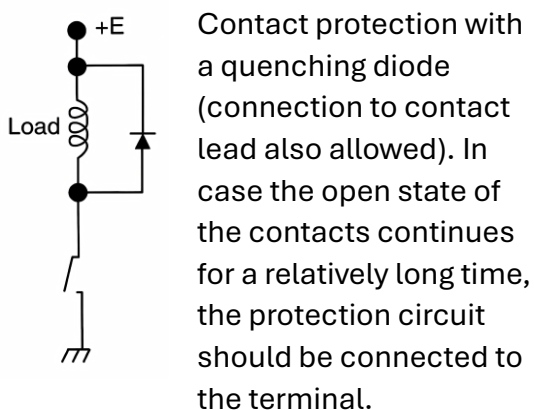 +E
Load
Contact protection with
a quenching diode
(connection to contact
lead also allowed). In
case the open state of
the contacts continues
for a relatively long time,
the protection circuit
should be connected to
the terminal.